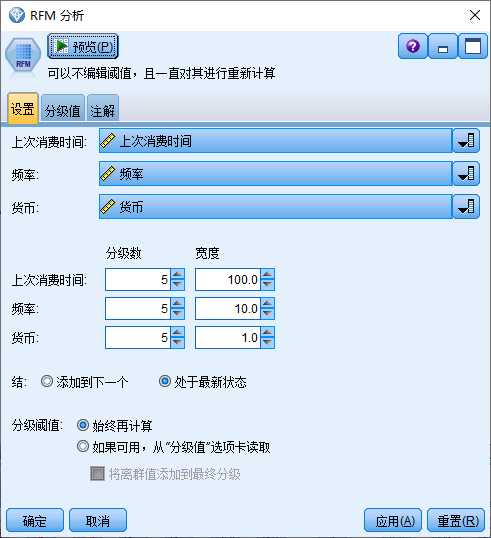 RFM 分析
预览(P)
RFM
可以不编辑阈值，且一直对其进行重新计算
设置 分级值 注解
上次消费时间: 上次消费时间
频率: 频率
货币: 货币
分级数 宽度
上次消费时间: 5 100.0
频率: 5 10.0
货币: 5 1.0
结: 添加到下一个 处于最新状态
分级阈值: 始终再计算
如果可用，从“分级值”选项卡读取
将离群值添加到最终分级
确定 取消 应用(A) 重置(R)